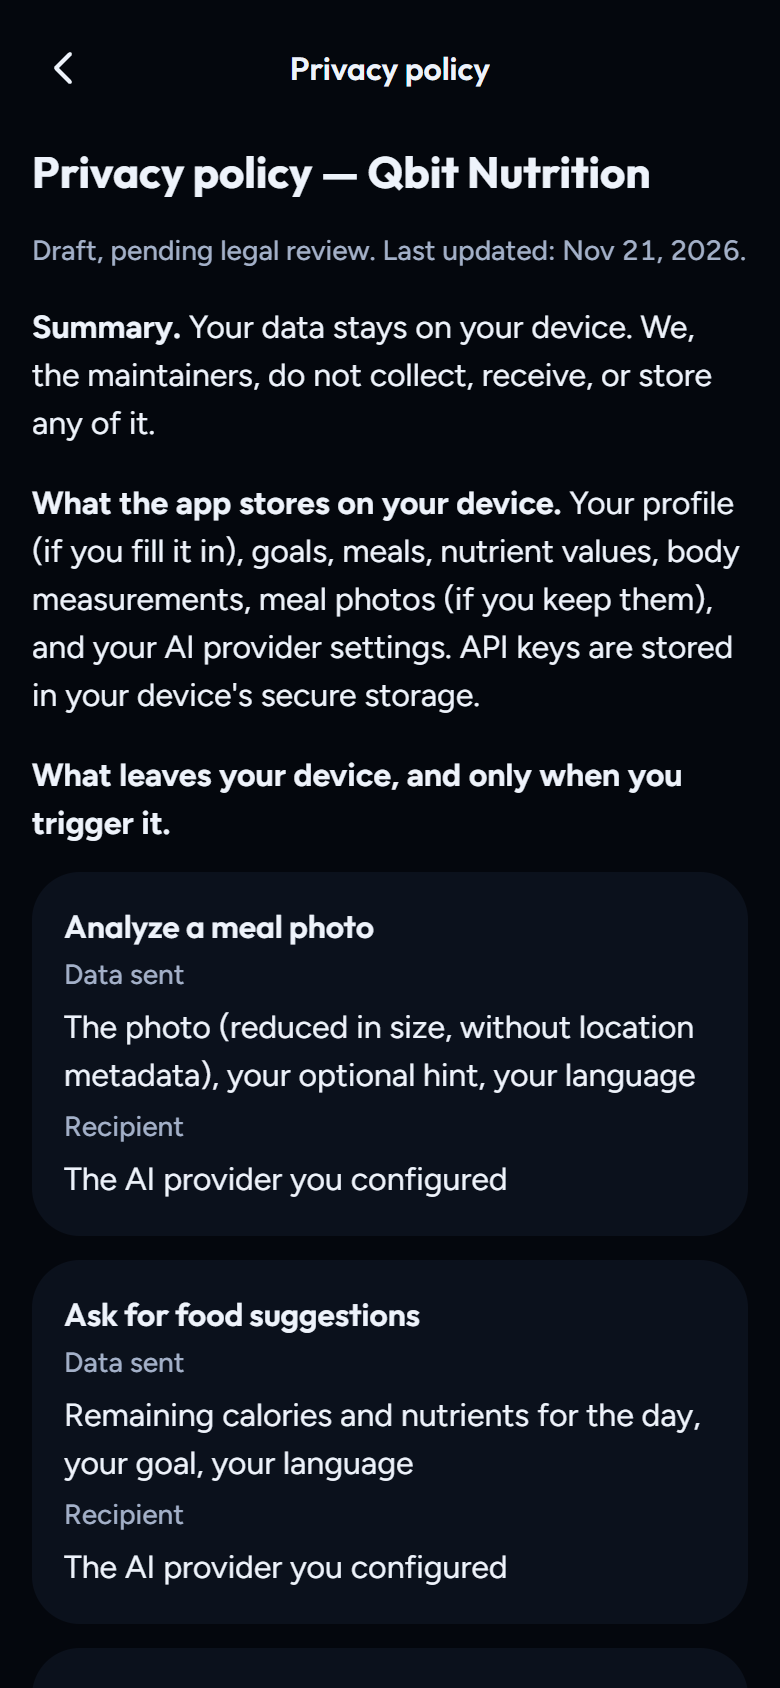 Privacy policy
Privacy policy — Qbit Nutrition
Draft, pending legal review. Last updated: Nov 21, 2026.
Summary. Your data stays on your device. We,
the maintainers, do not collect, receive, or store
any of it.
What the app stores on your device. Your profile
(if you fill it in), goals, meals, nutrient values, body
measurements, meal photos (if you keep them),
and your AI provider settings. API keys are stored
in your device's secure storage.
What leaves your device, and only when you
trigger it.
Analyze a meal photo
Data sent
The photo (reduced in size, without location
metadata), your optional hint, your language
Recipient
The AI provider you configured
Ask for food suggestions
Data sent
Remaining calories and nutrients for the day,
your goal, your language
Recipient
The AI provider you configured